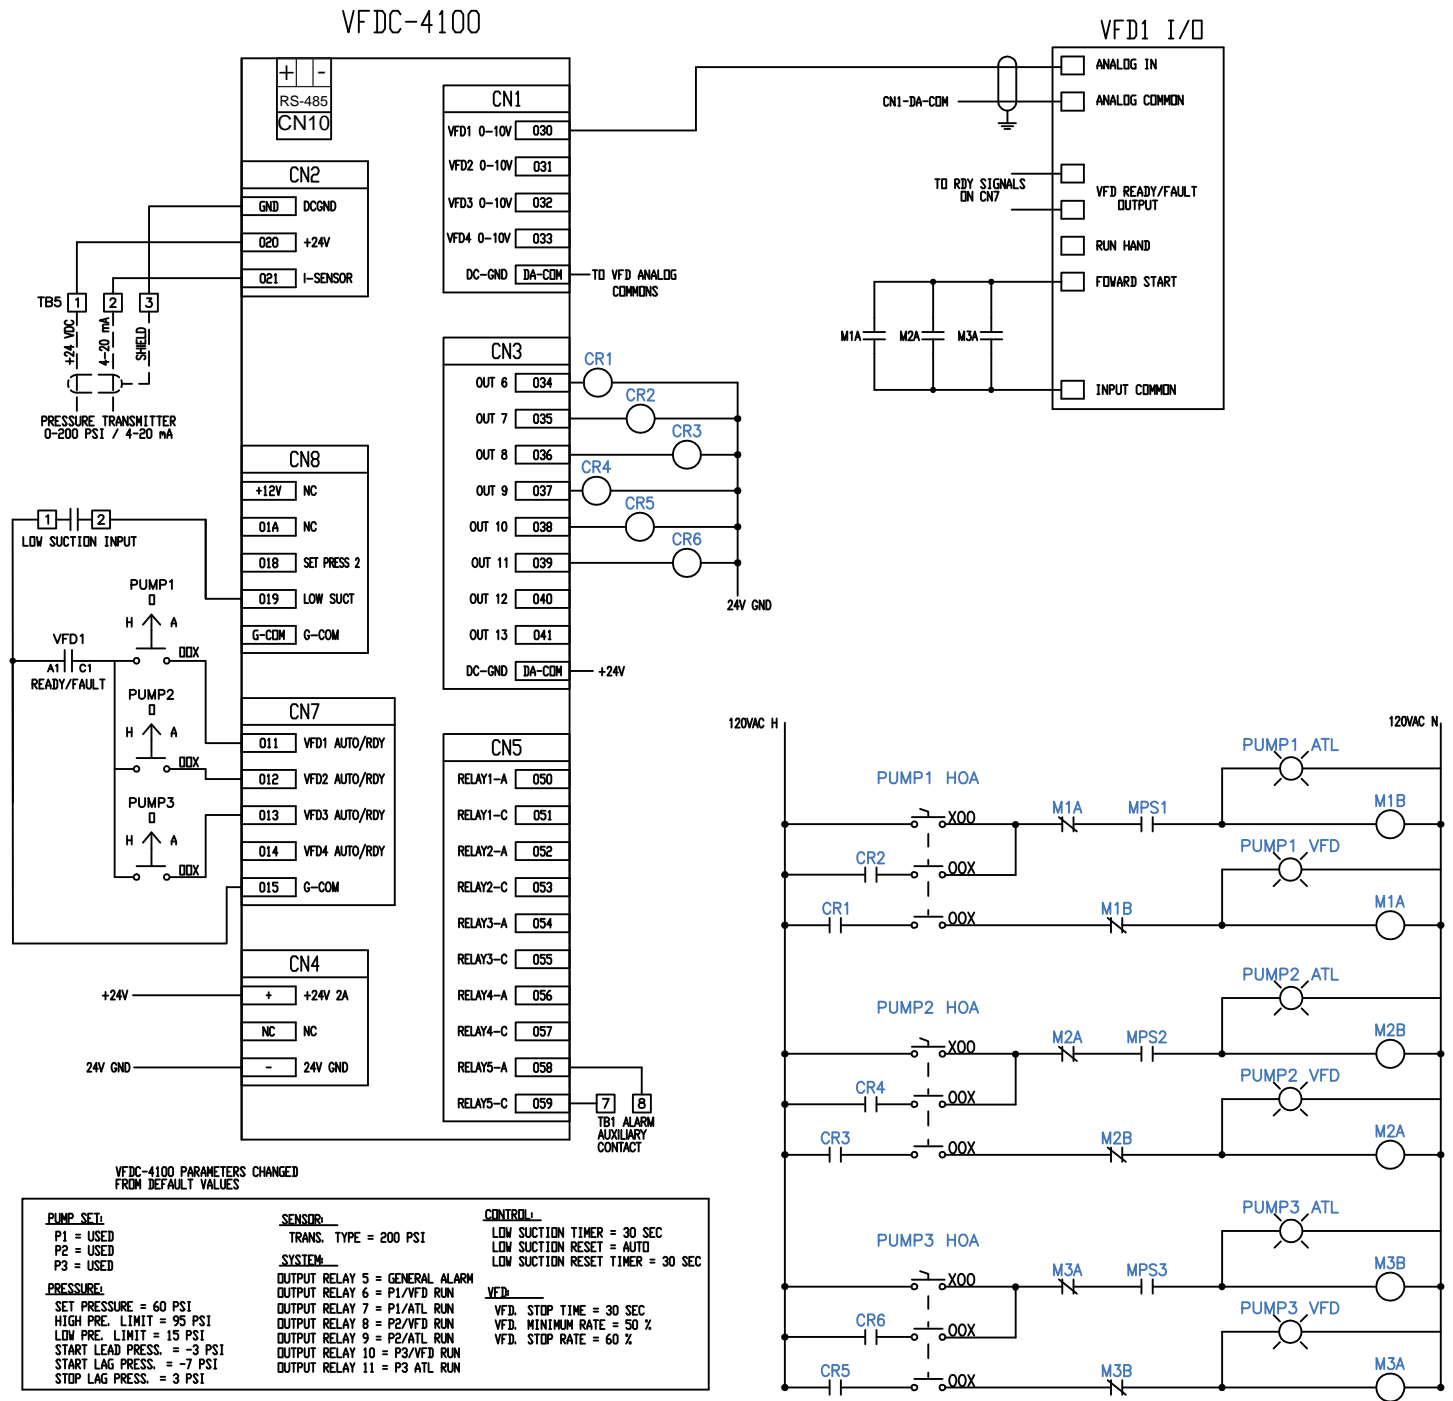 VFDC-4100
+ -
RS-485
CN10
CN2
GND DCGND
020 +24V
021 I-SENSOR
TB5 1 2 3
+24 VDC
4-20 mA
SHIELD
PRESSURE TRANSMITTER
0-200 PSI / 4-20 mA
CN8
+12V NC
01A NC
018 SET PRESS 2
019 LOW SUCT
G-COM G-COM
1 2
LOW SUCTION INPUT
PUMP1
H A
OOX
VFD1
A1 C1
READY/FAULT
PUMP2
H A
OOX
PUMP3
H A
OOX
CN7
011 VFD1 AUTO/RDY
012 VFD2 AUTO/RDY
013 VFD3 AUTO/RDY
014 VFD4 AUTO/RDY
015 G-COM
CN4
+24V + +24V 2A
NC NC
24V GND - 24V GND
CN1
VFD1 0-10V 030
VFD2 0-10V 031
VFD3 0-10V 032
VFD4 0-10V 033
DC-GND DA-COM TO VFD ANALOG
COMMONS
CN3
OUT 6 034 CR1
OUT 7 035 CR2
OUT 8 036 CR3
OUT 9 037 CR4
OUT 10 038 CR5
OUT 11 039 CR6
OUT 12 040
24V GND
OUT 13 041
DC-GND DA-COM +24V
CN5
RELAY1-A 050
RELAY1-C 051
RELAY2-A 052
RELAY2-C 053
RELAY3-A 054
RELAY3-C 055
RELAY4-A 056
RELAY4-C 057
RELAY5-A 058
RELAY5-C 059
7 8
TB1 ALARM
AUXILIARY
CONTACT
VFD1 I/O
ANALOG IN
CN1-DA-COM ANALOG COMMON
TO RDY SIGNALS
ON CN7
VFD READY/FAULT
OUTPUT
RUN HAND
FOWARD START
M1A M2A M3A
INPUT COMMON
120VAC H 120VAC N
PUMP1 ATL
PUMP1 HOA
XOO M1A MPS1 M1B
PUMP1 VFD
CR2 OOX
CR1 OOX M1B M1A
PUMP2 ATL
PUMP2 HOA
XOO M2A MPS2 M2B
PUMP2 VFD
CR4 OOX
CR3 OOX M2B M2A
PUMP3 ATL
PUMP3 HOA
XOO M3A MPS3 M3B
PUMP3 VFD
CR6 OOX
CR5 OOX M3B M3A
VFDC-4100 PARAMETERS CHANGED
FROM DEFAULT VALUES
PUMP SET:
P1 = USED
P2 = USED
P3 = USED
PRESSURE:
SET PRESSURE = 60 PSI
HIGH PRE. LIMIT = 95 PSI
LOW PRE. LIMIT = 15 PSI
START LEAD PRESS. = -3 PSI
START LAG PRESS. = -7 PSI
STOP LAG PRESS. = 3 PSI
SENSOR:
TRANS. TYPE = 200 PSI
SYSTEM:
OUTPUT RELAY 5 = GENERAL ALARM
OUTPUT RELAY 6 = P1/VFD RUN
OUTPUT RELAY 7 = P1/ATL RUN
OUTPUT RELAY 8 = P2/VFD RUN
OUTPUT RELAY 9 = P2/ATL RUN
OUTPUT RELAY 10 = P3/VFD RUN
OUTPUT RELAY 11 = P3 ATL RUN
CONTROL:
LOW SUCTION TIMER = 30 SEC
LOW SUCTION RESET = AUTO
LOW SUCTION RESET TIMER = 30 SEC
VFD:
VFD. STOP TIME = 30 SEC
VFD. MINIMUM RATE = 50 %
VFD. STOP RATE = 60 %